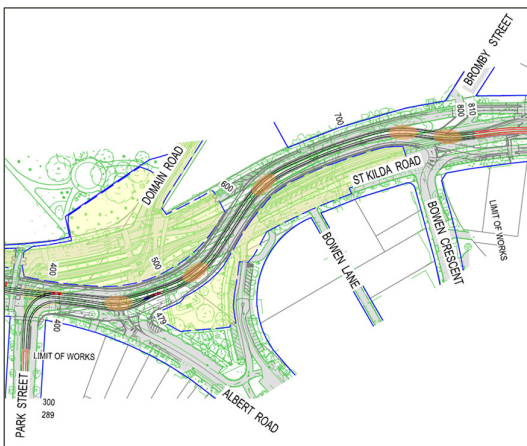 BROMBY STREET
810
800
700
DOMAIN ROAD
600
ST KILDA ROAD
500
400
BOWEN LANE
BOWEN CRESCENT
LIMIT OF WORKS
479
400
LIMIT OF WORKS
PARK STREET
ALBERT ROAD
300
289